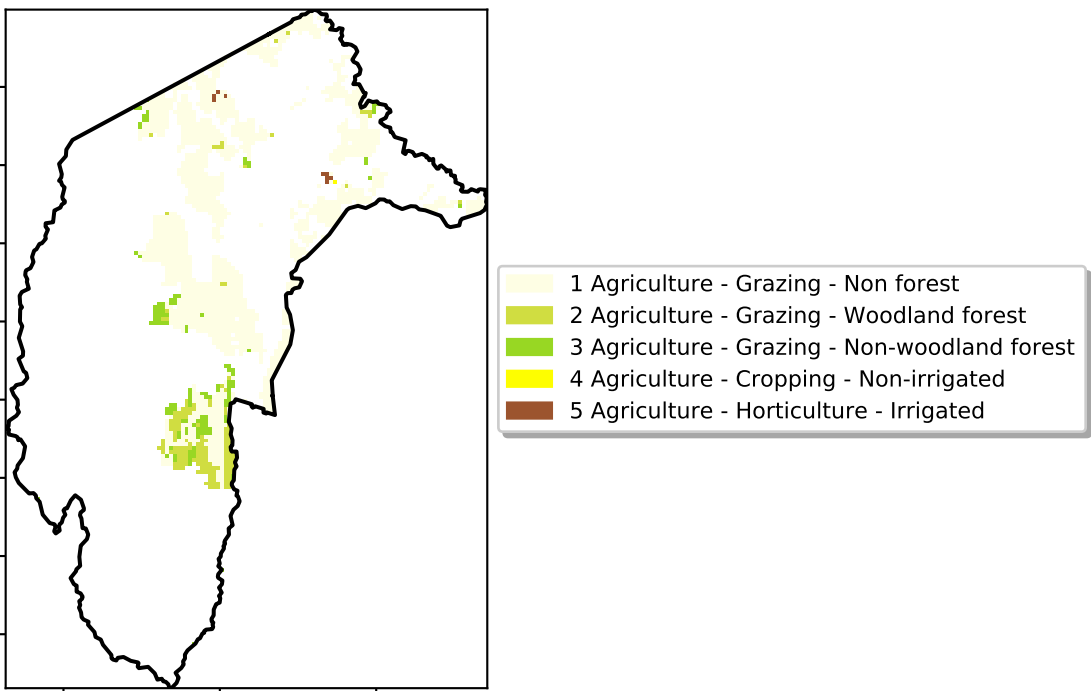 1 Agriculture - Grazing - Non forest
2 Agriculture - Grazing - Woodland forest
3 Agriculture - Grazing - Non-woodland forest
4 Agriculture - Cropping - Non-irrigated
5 Agriculture - Horticulture - Irrigated